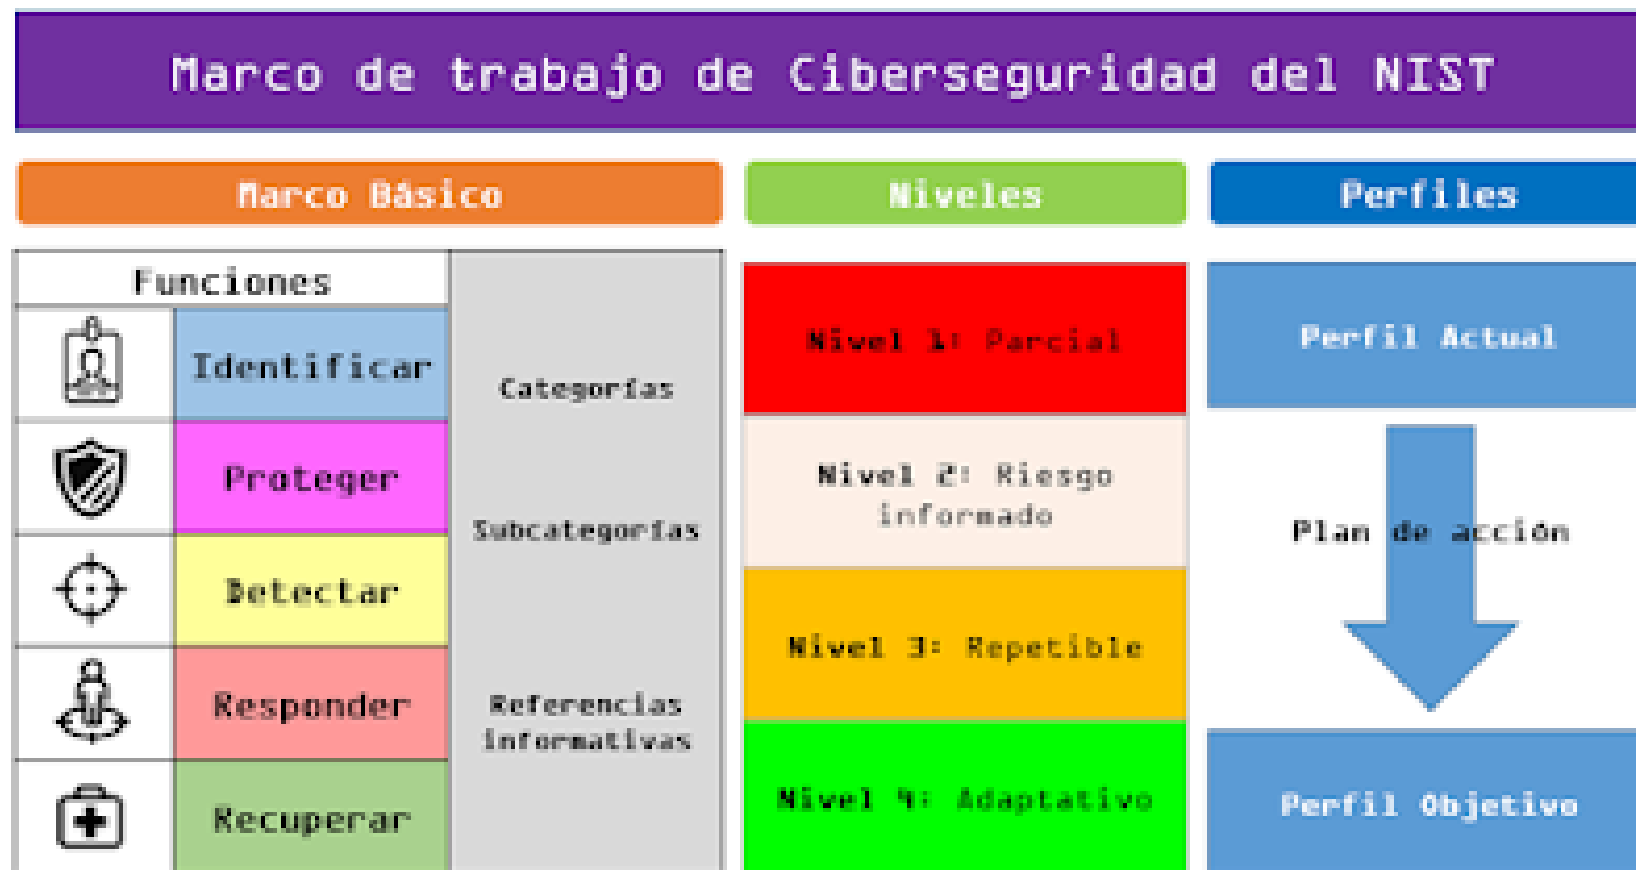 Marco de trabajo de Ciberseguridad del NIST
Marco Básico
Niveles
Perfiles
Funciones
Identificar
Proteger
Detectar
Responder
Recuperar
Categorías
Subcategorías
Referencias
informativas
Nivel 1: Parcial
Nivel 2: Riesgo
informado
Nivel 3: Repetible
Nivel 4: Adaptativo
Perfil Actual
Plan de acción
Perfil Objetivo